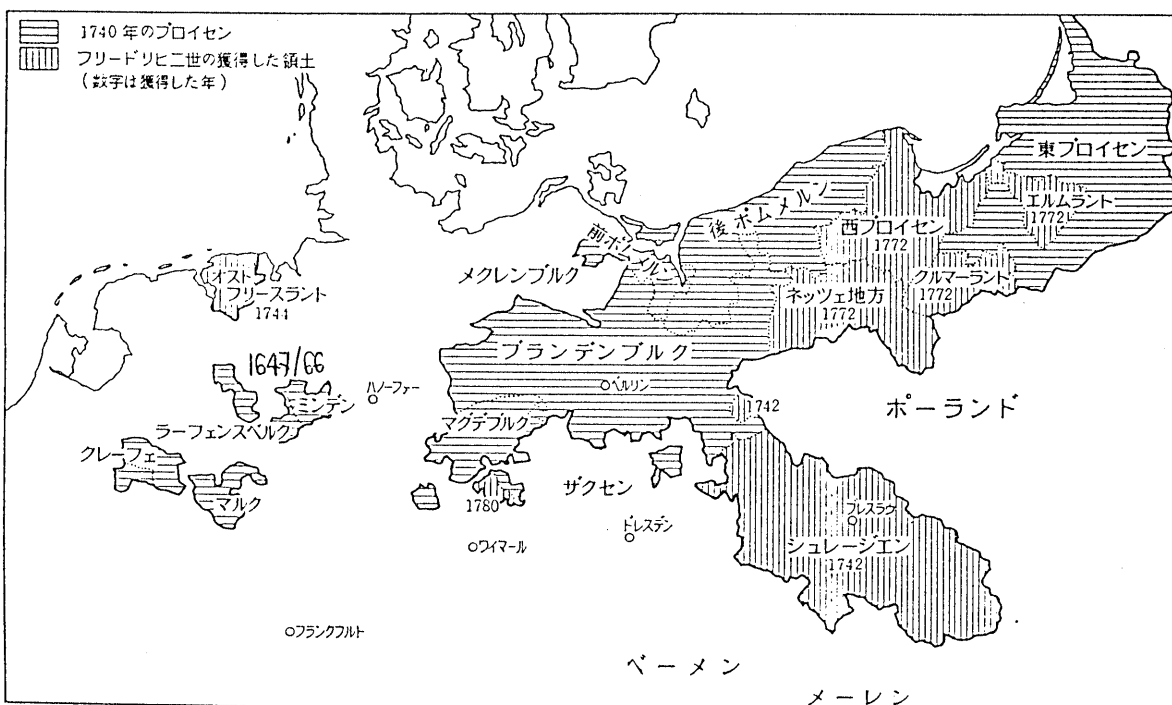 1740年のプロイセン
フリードリヒ二世の獲得した領土
(数字は獲得した年)
東プロイセン
エルムラント
1772
後ポムメルン
西プロイセン
1772
前ポムメルン
クルマーラント
1772
ネッツェ地方
1772
メクレンブルク
オスト
フリースラント
1744
ブランデンブルク
ベルリン
1647/66
ハノーファー
ミンデン
ラーフェンスベルク
マグデブルク
1742
ポーランド
クレーフェ
マルク
1780
ザクセン
ドレスデン
ワイマール
ブレスラウ
シュレージエン
1742
フランクフルト
ベーメン
メーレン